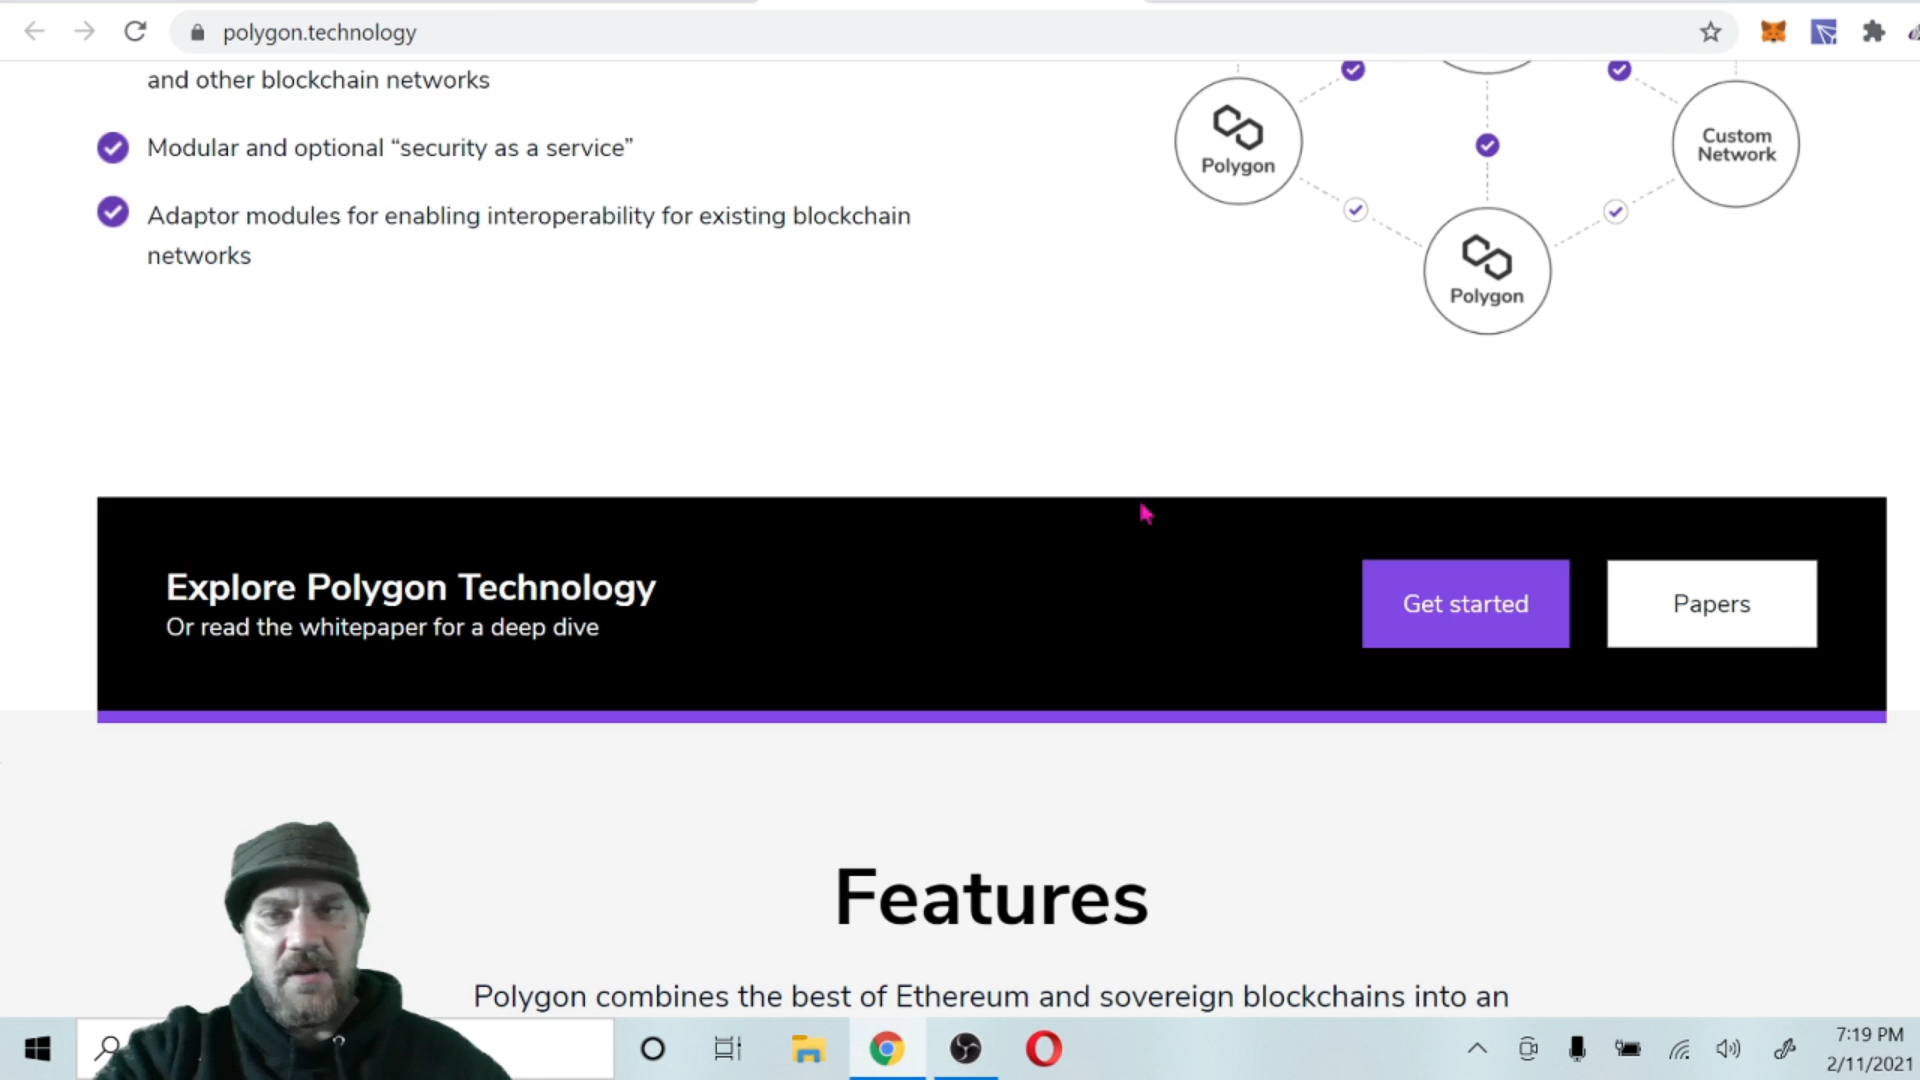 polygon.technology
and other blockchain networks
Modular and optional “security as a service”
Adaptor modules for enabling interoperability for existing blockchain
networks
Polygon
Custom
Network
Polygon
Explore Polygon Technology
Or read the whitepaper for a deep dive
Get started
Papers
Features
Polygon combines the best of Ethereum and sovereign blockchains into an
7:19 PM
2/11/2021